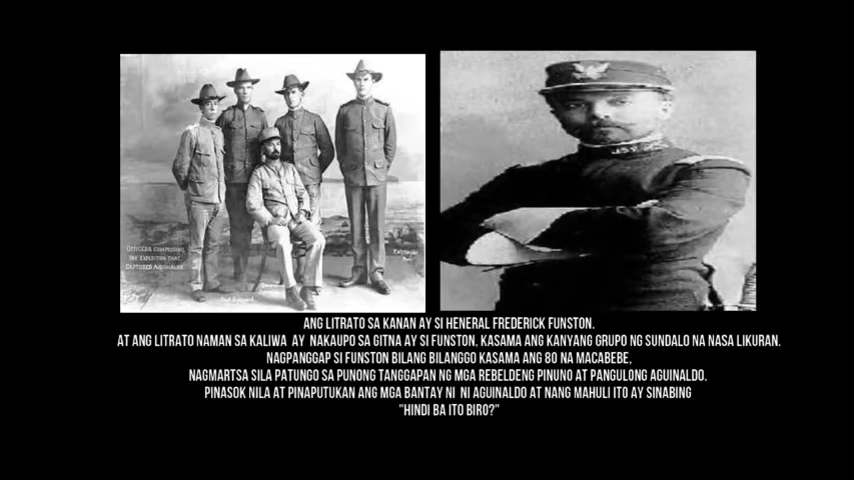 OFFICERS COMPOSING
THE EXPEDITION THAT
CAPTURED AGUINALDO.
ANG LITRATO SA KANAN AY SI HENERAL FREDERICK FUNSTON.
AT ANG LITRATO NAMAN SA KALIWA AY NAKAUPO SA GITNA AY SI FUNSTON, KASAMA ANG KANYANG GRUPO NG SUNDALO NA NASA LIKURAN.
NAGPANGGAP SI FUNSTON BILANG BILANGGO KASAMA ANG 80 NA MACABEBE,
NAGMARTSA SILA PATUNGO SA PUNONG TANGGAPAN NG MGA REBELDENG PINUNO AT PANGULONG AGUINALDO.
PINASOK NILA AT PINAPUTUKAN ANG MGA BANTAY NI NI AGUINALDO AT NANG MAHULI ITO AY SINABING
"HINDI BA ITO BIRO?"